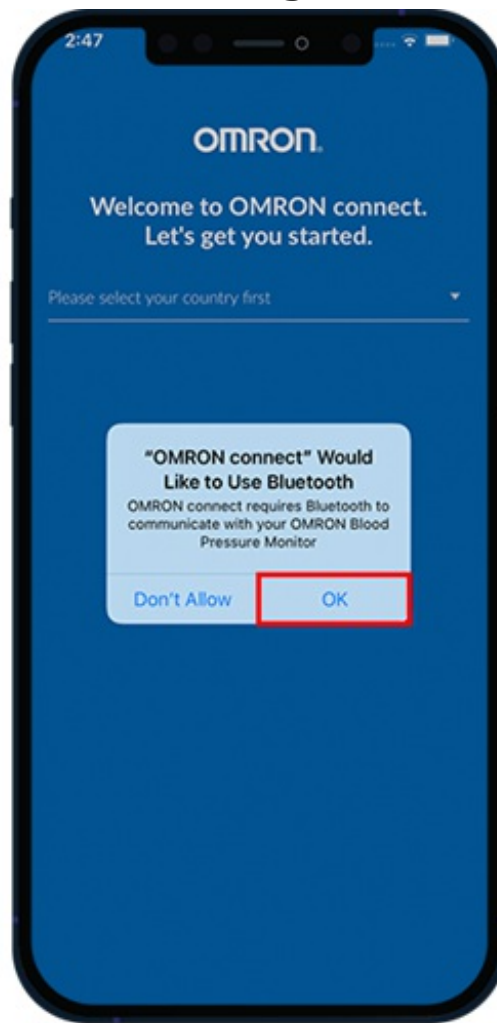 2:47
OMRON
Welcome to OMRON connect.
Let's get you started.
Please select your country first
"OMRON connect" Would
Like to Use Bluetooth
OMRON connect requires Bluetooth to
communicate with your OMRON Blood
Pressure Monitor
Don't Allow
OK